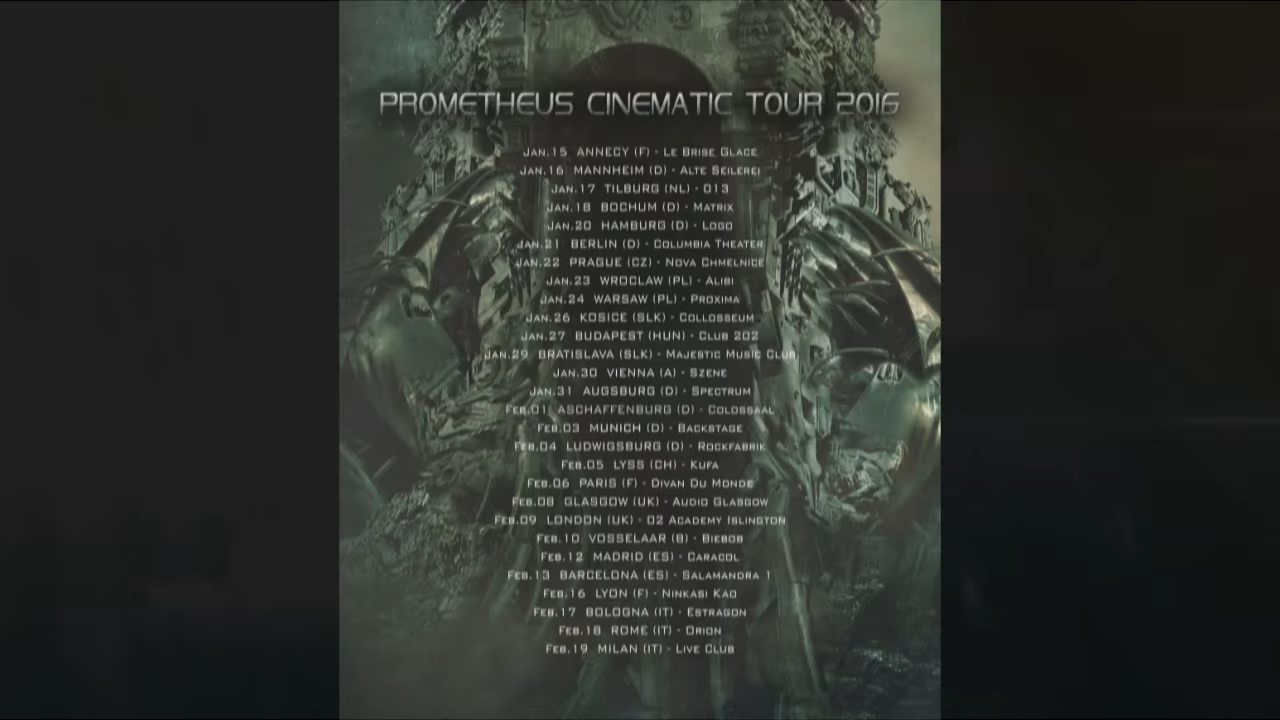 PROMETHEUS CINEMATIC TOUR 2016
JAN.15 ANNECY (F) - LE BRISE GLACE
JAN.16 MANNHEIM (D) - ALTE SEILEREI
JAN.17 TILBURG (NL) - 013
JAN.18 BOCHUM (D) - MATRIX
JAN.20 HAMBURG (D) - LOGO
JAN.21 BERLIN (D) - COLUMBIA THEATER
JAN.22 PRAGUE (CZ) - NOVA CHMELNICE
JAN.23 WROCLAW (PL) - ALIBI
JAN.24 WARSAW (PL) - PROXIMA
JAN.26 KOSICE (SLK) - COLLOSSEUM
JAN.27 BUDAPEST (HUN) - CLUB 202
JAN.29 BRATISLAVA (SLK) - MAJESTIC MUSIC CLUB
JAN.30 VIENNA (A) - SZENE
JAN.31 AUGSBURG (D) - SPECTRUM
FEB.01 ASCHAFFENBURG (D) - COLOSSAAL
FEB.03 MUNICH (D) - BACKSTAGE
FEB.04 LUDWIGSBURG (D) - ROCKFABRIK
FEB.05 LYSS (CH) - KUFA
FEB.06 PARIS (F) - DIVAN DU MONDE
FEB.08 GLASGOW (UK) - AUDIO GLASGOW
FEB.09 LONDON (UK) - O2 ACADEMY ISLINGTON
FEB.10 VOSSELAAR (B) - BIEBOB
FEB.12 MADRID (ES) - CARACOL
FEB.13 BARCELONA (ES) - SALAMANDRA 1
FEB.16 LYON (F) - NINKASI KAO
FEB.17 BOLOGNA (IT) - ESTRAGON
FEB.18 ROME (IT) - ORION
FEB.19 MILAN (IT) - LIVE CLUB